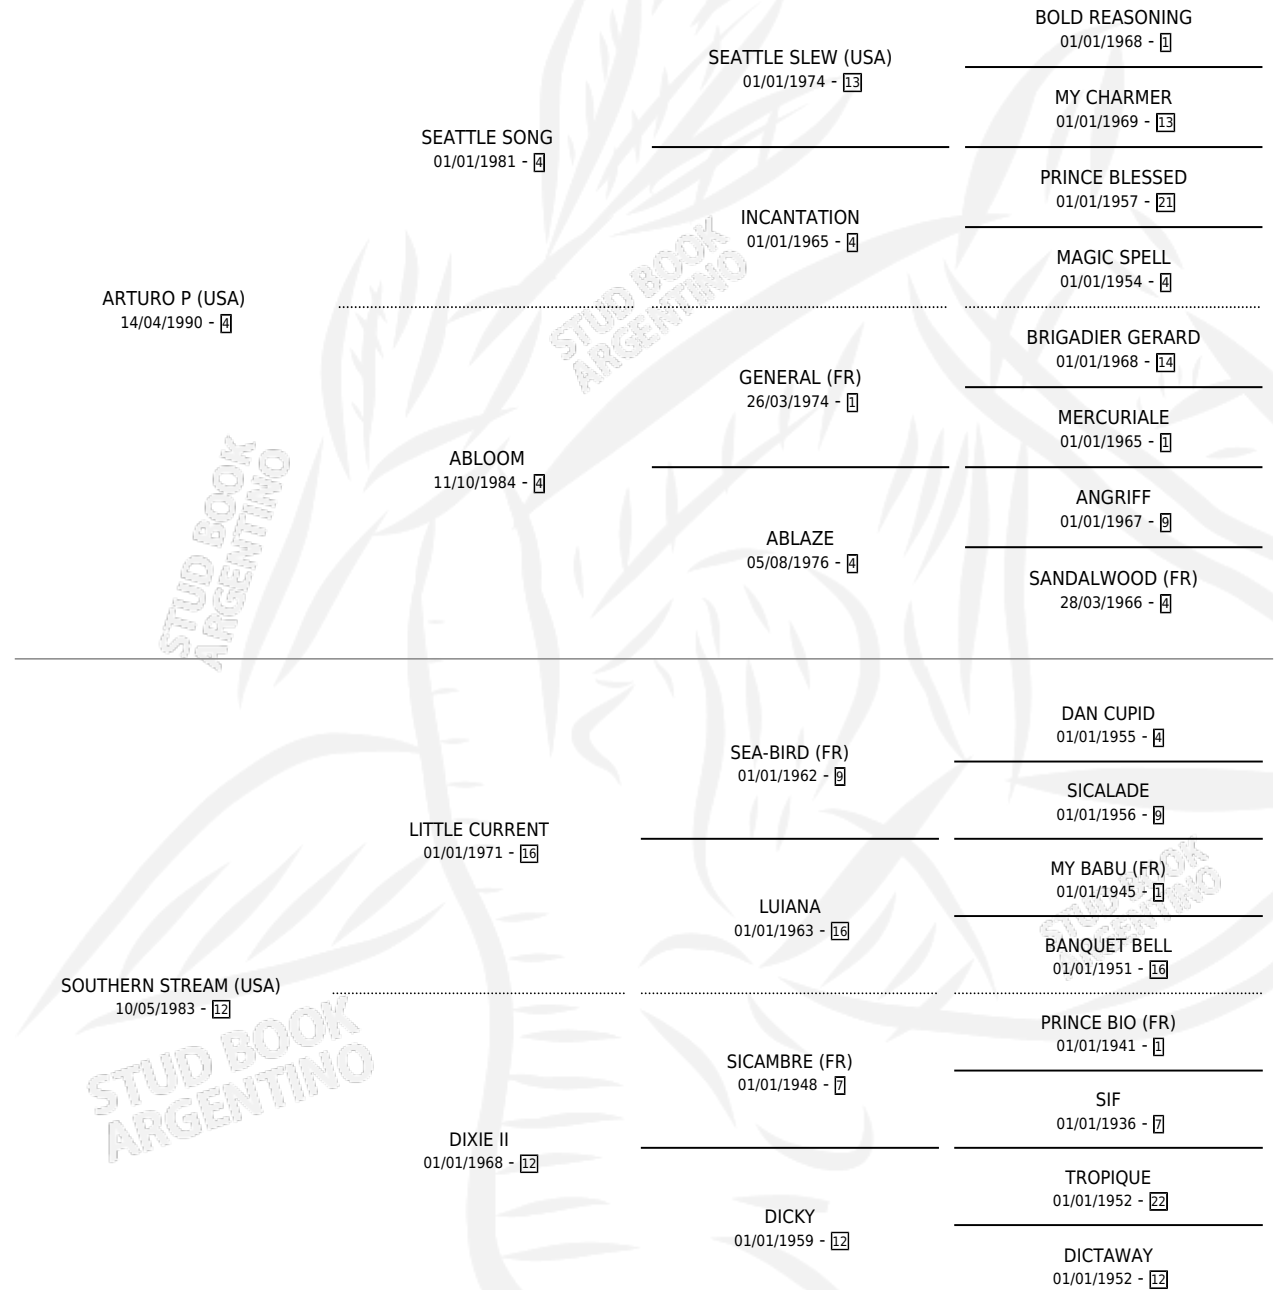 BOLD REASONING
01/01/1968 - 1
SEATTLE SLEW (USA)
01/01/1974 - 13
MY CHARMER
01/01/1969 - 13
SEATTLE SONG
01/01/1981 - 4
PRINCE BLESSED
01/01/1957 - 21
INCANTATION
01/01/1965 - 4
MAGIC SPELL
01/01/1954 - 4
ARTURO P (USA)
14/04/1990 - 4
STUD BOOK
ARGENTINO
BRIGADIER GERARD
01/01/1968 - 14
GENERAL (FR)
26/03/1974 - 1
MERCURIALE
01/01/1965 - 1
ABLOOM
11/10/1984 - 4
ANGRIFF
01/01/1967 - 9
ABLAZE
05/08/1976 - 4
SANDALWOOD (FR)
28/03/1966 - 4
STUD BOOK
ARGENTINO
DAN CUPID
01/01/1955 - 4
SEA-BIRD (FR)
01/01/1962 - 9
SICALADE
01/01/1956 - 9
LITTLE CURRENT
01/01/1971 - 16
MY BABU (FR)
01/01/1945 - 1
LUIANA
01/01/1963 - 16
STUD BOOK
ARGENTINO
BANQUET BELL
01/01/1951 - 16
SOUTHERN STREAM (USA)
10/05/1983 - 12
STUD BOOK
ARGENTINO
PRINCE BIO (FR)
01/01/1941 - 1
SICAMBRE (FR)
01/01/1948 - 7
SIF
01/01/1936 - 7
DIXIE II
01/01/1968 - 12
TROPIQUE
01/01/1952 - 22
DICKY
01/01/1959 - 12
DICTAWAY
01/01/1952 - 12